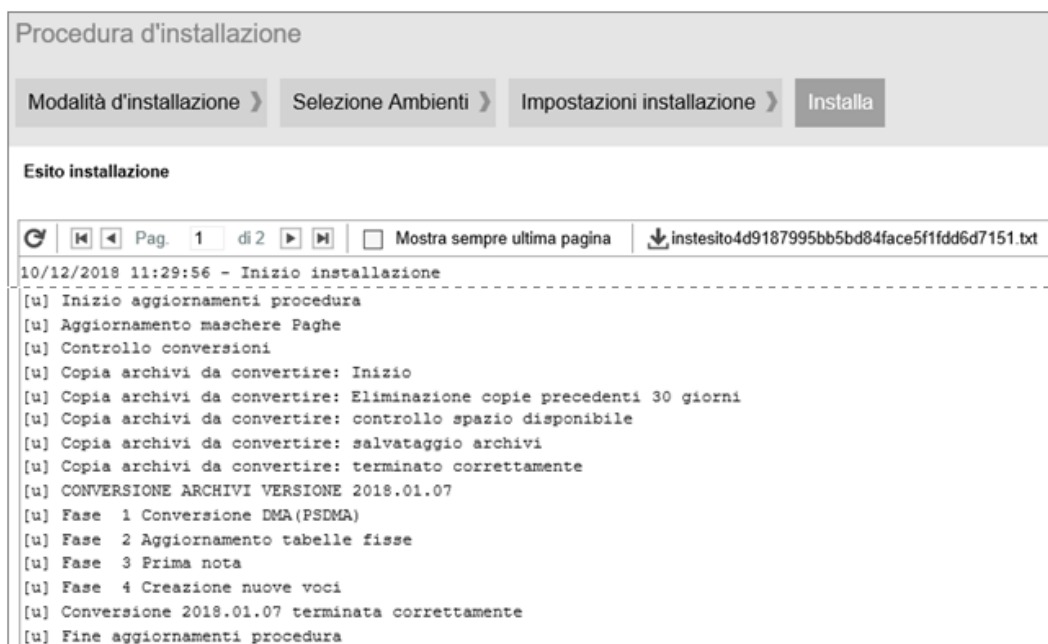 Procedura d'installazione
Modalità d'installazione Selezione Ambienti Impostazioni installazione Installa
Esito installazione
Pag. 1 di 2 Mostra sempre ultima pagina instesito4d9187995bb5bd84face5f1fdd6d7151.txt
10/12/2018 11:29:56 - Inizio installazione
[u] Inizio aggiornamenti procedura
[u] Aggiornamento maschere Paghe
[u] Controllo conversioni
[u] Copia archivi da convertire: Inizio
[u] Copia archivi da convertire: Eliminazione copie precedenti 30 giorni
[u] Copia archivi da convertire: controllo spazio disponibile
[u] Copia archivi da convertire: salvataggio archivi
[u] Copia archivi da convertire: terminato correttamente
[u] CONVERSIONE ARCHIVI VERSIONE 2018.01.07
[u] Fase 1 Conversione DMA(PSDMA)
[u] Fase 2 Aggiornamento tabelle fisse
[u] Fase 3 Prima nota
[u] Fase 4 Creazione nuove voci
[u] Conversione 2018.01.07 terminata correttamente
[u] Fine aggiornamenti procedura